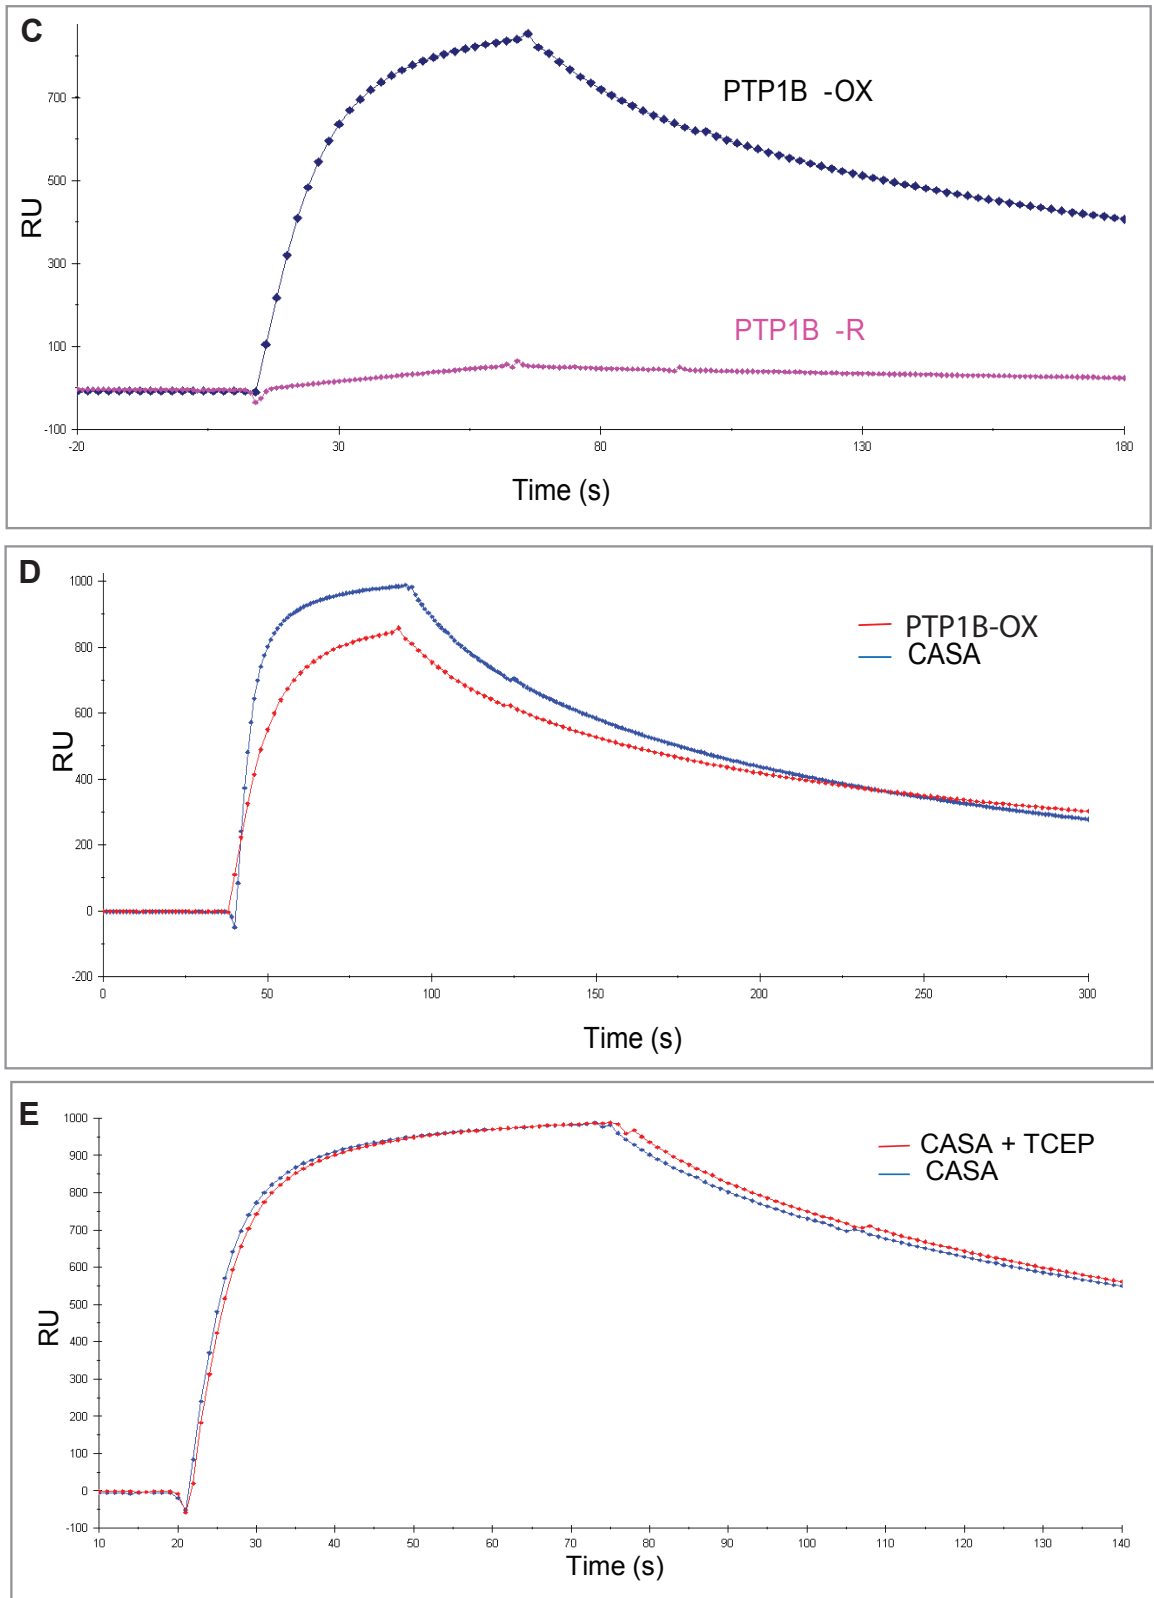 C
700
500
300
100
-100
RU
PTP1B -OX
PTP1B -R
-20 30 80 130 180
Time (s)
D
1000
800
600
400
200
0
-200
RU
PTP1B-OX
CASA
0 50 100 150 200 250 300
Time (s)
E
1000
900
800
700
600
500
400
300
200
100
0
-100
RU
CASA + TCEP
CASA
10 20 30 40 50 60 70 80 90 100 110 120 130 140
Time (s)